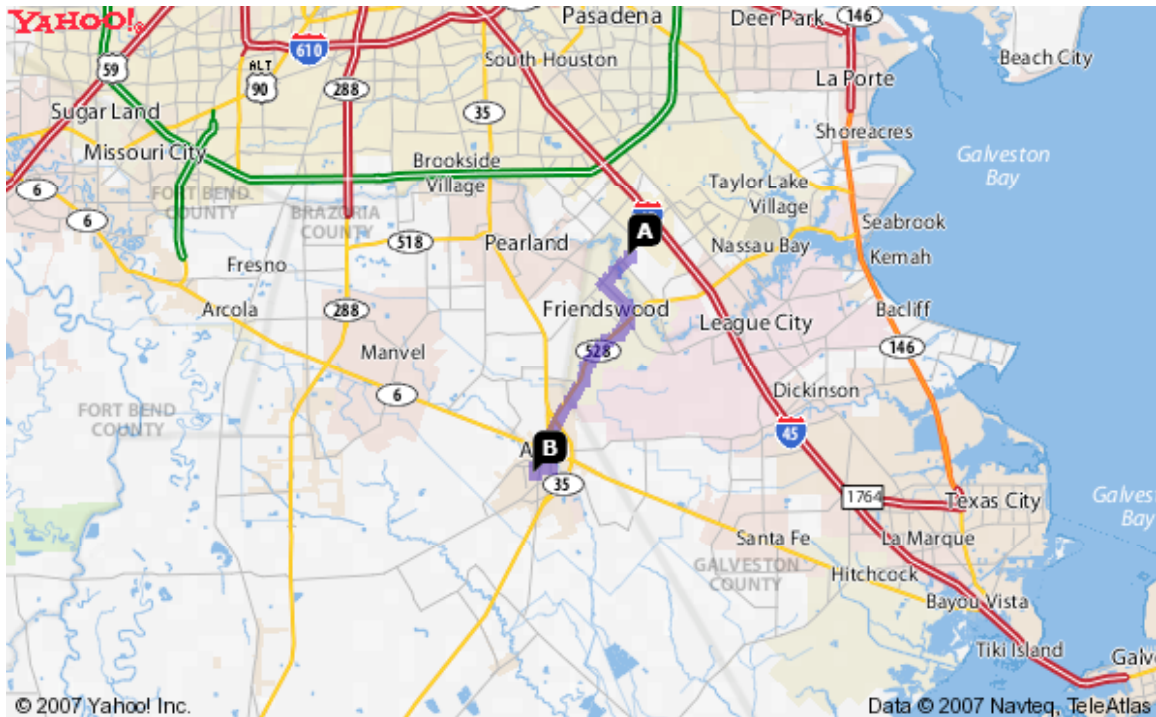 YAHOO!
Pasadena
Deer Park
146
610
Beach City
59
ALT
90
288
South Houston
La Porte
35
Sugar Land
Shoreacres
Missouri City
Brookside
Village
Galveston
Bay
6
FORT BEND
COUNTY
Taylor Lake
Village
6
BRAZORIA
COUNTY
Seabrook
A
518
Pearland
Nassau Bay
Kemah
Fresno
288
Arcola
Friendswood
Bacliff
League City
528
146
Manvel
6
Dickinson
FORT BEND
COUNTY
45
B
35
1764
Texas City
Galvest
Bay
Santa Fe
La Marque
GALVESTON
COUNTY
Hitchcock
Bayou Vista
Tiki Island
Galv
© 2007 Yahoo! Inc.
Data © 2007 Navteq, TeleAtlas